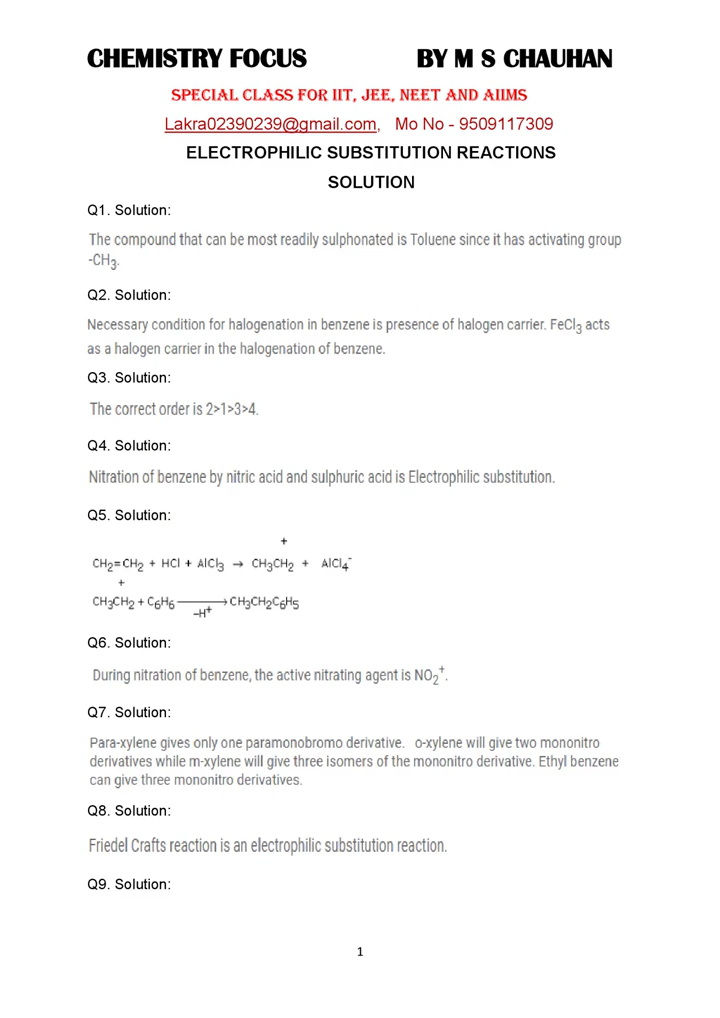 CHEMISTRY FOCUS BY M S CHAUHAN
SPECIAL CLASS FOR IIT, JEE, NEET AND AIIMS
Lakra02390239@gmail.com, Mo No - 9509117309
ELECTROPHILIC SUBSTITUTION REACTIONS
SOLUTION
Q1. Solution:
The compound that can be most readily sulphonated is Toluene since it has activating group
-CH₃.
Q2. Solution:
Necessary condition for halogenation in benzene is presence of halogen carrier. FeCl₃ acts
as a halogen carrier in the halogenation of benzene.
Q3. Solution:
The correct order is 2>1>3>4.
Q4. Solution:
Nitration of benzene by nitric acid and sulphuric acid is Electrophilic substitution.
Q5. Solution:
+
CH₂=CH₂ + HCl + AlCl₃ → CH₃CH₂ + AlCl₄⁻
+
CH₃CH₂ + C₆H₆ → CH₃CH₂C₆H₅
–H⁺
Q6. Solution:
During nitration of benzene, the active nitrating agent is NO₂⁺.
Q7. Solution:
Para-xylene gives only one paramonobromo derivative. o-xylene will give two mononitro
derivatives while m-xylene will give three isomers of the mononitro derivative. Ethyl benzene
can give three mononitro derivatives.
Q8. Solution:
Friedel Crafts reaction is an electrophilic substitution reaction.
Q9. Solution:
1